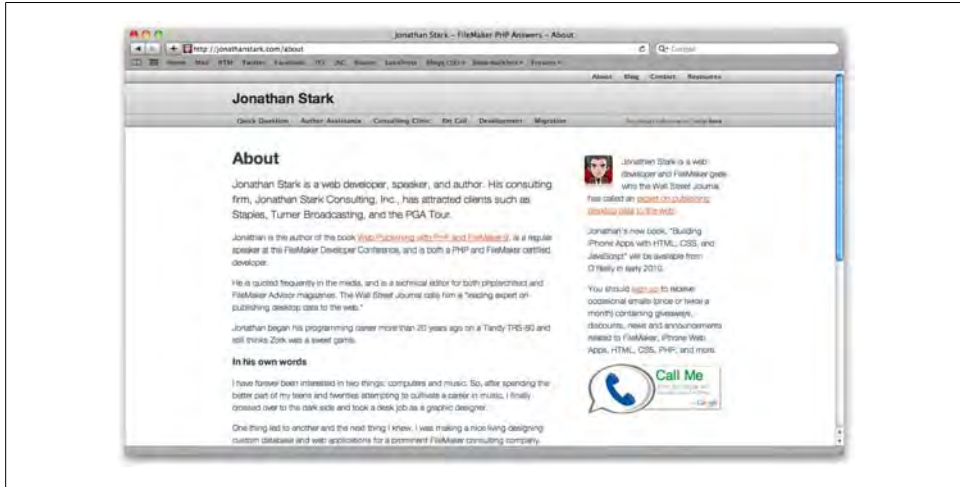 Jonathan Stark – FileMaker PHP Answers – About
http://jonathanstark.com/about
Home Mail RTM Twitter Facebook
About Blog Contact Resources
Jonathan Stark
Quick Question Author Assistance Consulting Clinic On Call Development Migration
About
Jonathan Stark is a web developer, speaker, and author. His consulting
firm, Jonathan Stark Consulting, Inc., has attracted clients such as
Staples, Turner Broadcasting, and the PGA Tour.
Jonathan is the author of the book Web Publishing with PHP and FileMaker 9, is a regular
speaker at the FileMaker Developer Conference, and is both a PHP and FileMaker certified
developer.
He is quoted frequently in the media, and is a technical editor for both php|architect and
FileMaker Advisor magazines. The Wall Street Journal calls him a "leading expert on
publishing desktop data to the web."
Jonathan began his programming career more than 20 years ago on a Tandy TRS-80 and
still thinks Zork was a sweet game.
In his own words
I have forever been interested in two things: computers and music. So, after spending the
better part of my teens and twenties attempting to cultivate a career in music, I finally
crossed over to the dark side and took a desk job as a graphic designer.
One thing led to another and the next thing I knew, I was making a nice living designing
custom database and web applications for a prominent FileMaker consulting company.
Jonathan Stark is a web
developer and FileMaker geek
who the Wall Street Journal
has called an expert on publishing
desktop data to the web.
Jonathan's new book, "Building
iPhone Apps with HTML, CSS, and
JavaScript" will be available from
O'Reilly in early 2010.
You should sign up to receive
occasional emails (once or twice a
month) containing giveaways,
discounts, news and announcements
related to FileMaker, iPhone Web
Apps, HTML, CSS, PHP, and more.
Call Me
Google